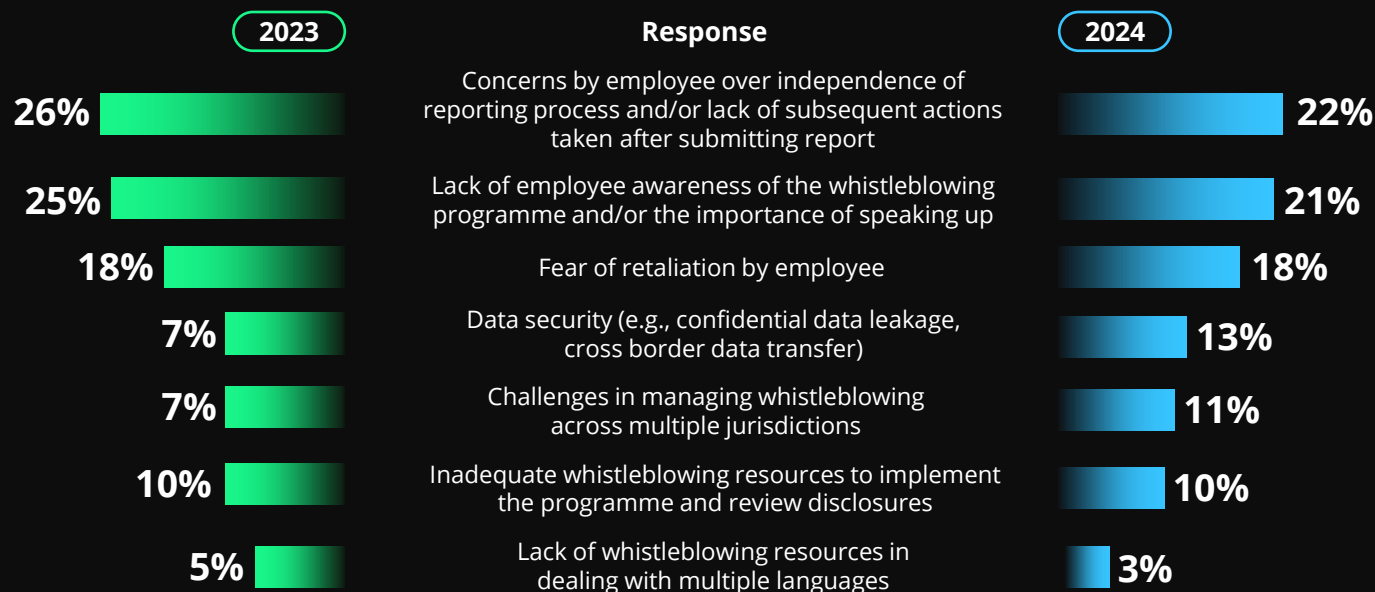 2023 Response 2024
Concerns by employee over independence of
26% reporting process and/or lack of subsequent actions 22%
taken after submitting report
Lack of employee awareness of the whistleblowing
25% programme and/or the importance of speaking up 21%
18% Fear of retaliation by employee 18%
7% Data security (e.g., confidential data leakage, 13%
cross border data transfer)
7% Challenges in managing whistleblowing 11%
across multiple jurisdictions
10% Inadequate whistleblowing resources to implement 10%
the programme and review disclosures
5% Lack of whistleblowing resources in 3%
dealing with multiple languages